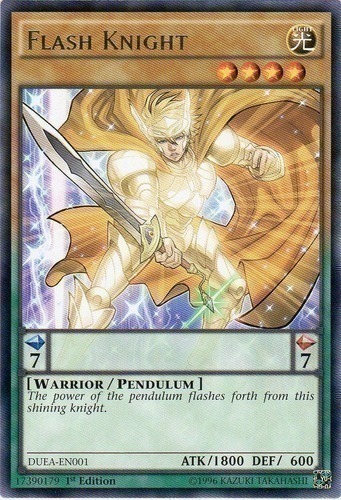 FLASH KNIGHT
LIGHT
光
7
7
[WARRIOR / PENDULUM]
The power of the pendulum flashes forth from this
shining knight.
DUEA-EN001
ATK/1800 DEF/ 600
17390179 1st Edition
©1996 KAZUKI TAKAHASHI